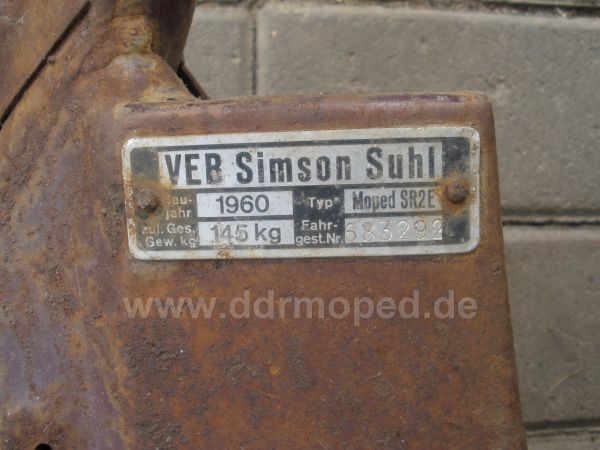 VEB Simson Suhl
Bau-
jahr 1960 Typ Moped SR2E
zul. Ges.
Gew. kg 145 kg Fahr-
gest.Nr. 683292
www.ddrmoped.de